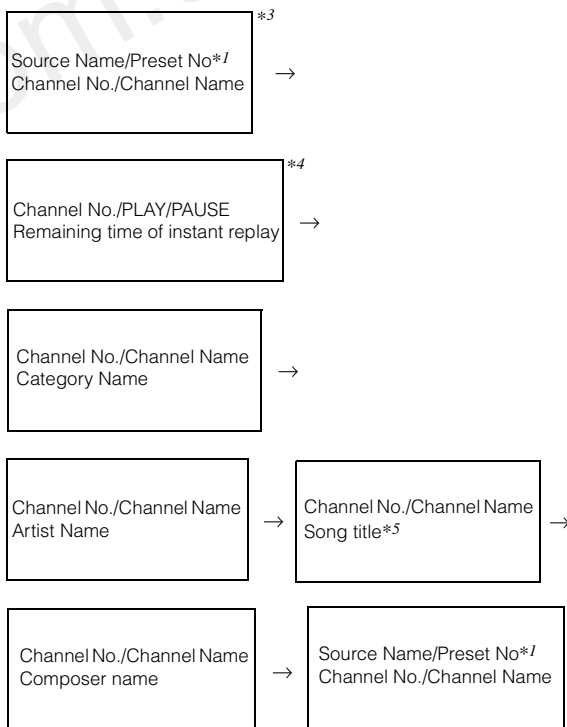 *3
Source Name/Preset No*1
Channel No./Channel Name
→
*4
Channel No./PLAY/PAUSE
Remaining time of instant replay
→
Channel No./Channel Name
Category Name
→
Channel No./Channel Name
Artist Name
→
Channel No./Channel Name
Song title*5
→
Channel No./Channel Name
Composer name
→
Source Name/Preset No*1
Channel No./Channel Name